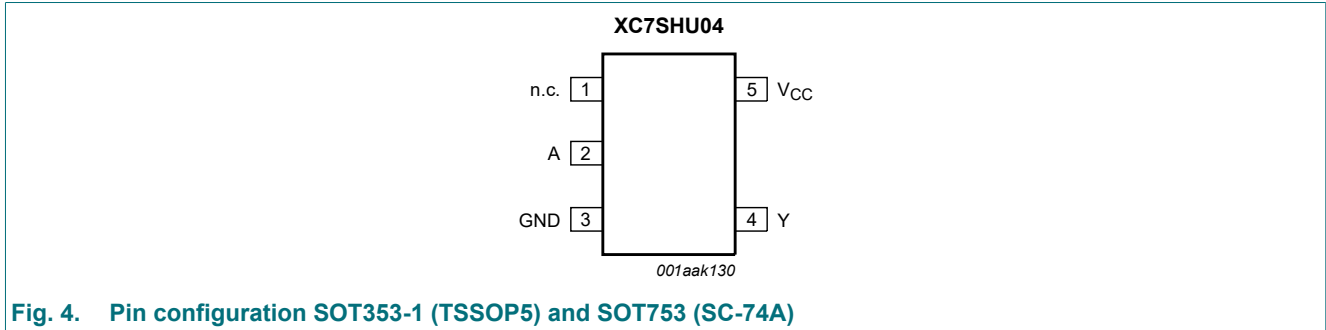 XC7SHU04
n.c. 1
5 VCC
A 2
GND 3
4 Y
001aak130
Fig. 4. Pin configuration SOT353-1 (TSSOP5) and SOT753 (SC-74A)